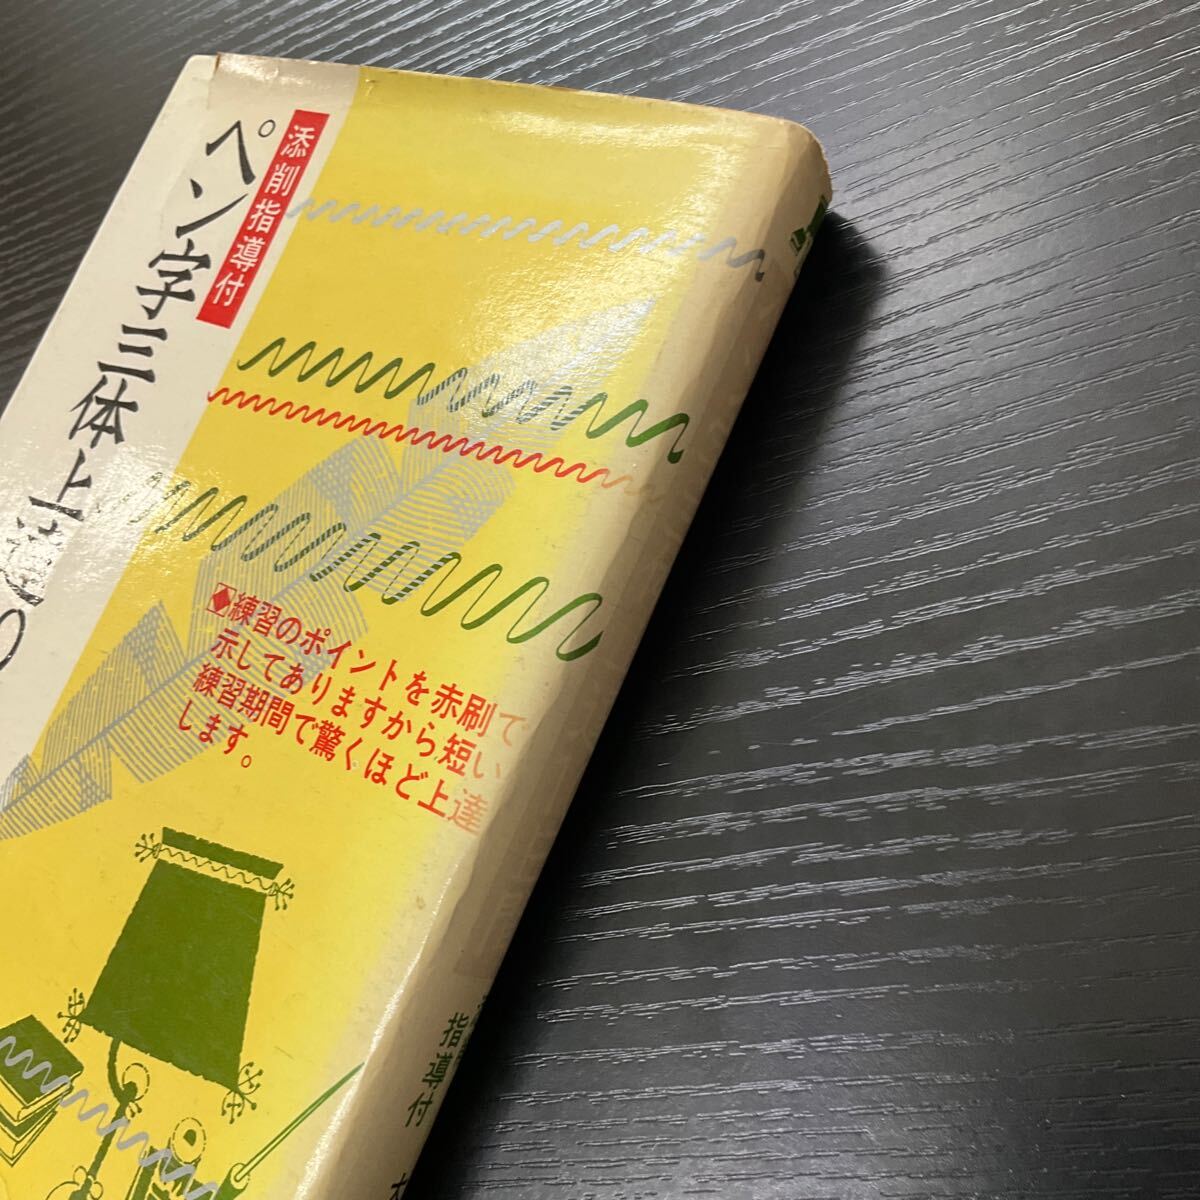 添削指導付
ペン字三体上達の
◆練習のポイントを赤刷で
示してありますから短い
練習期間で驚くほど上達
します。
指導付